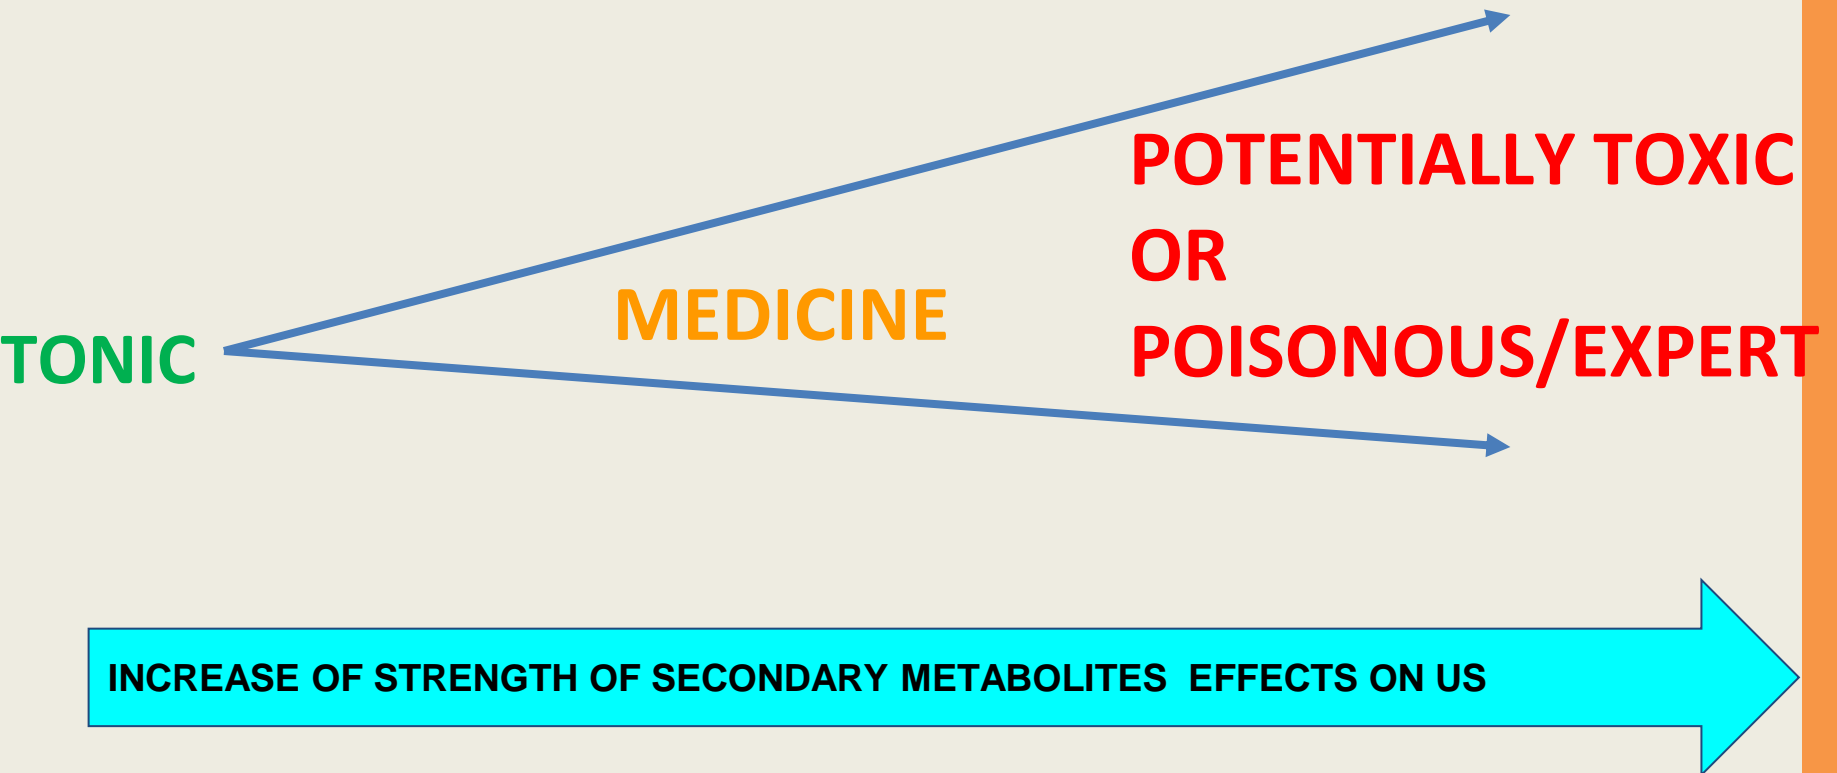 TONIC
MEDICINE
POTENTIALLY TOXIC
OR
POISONOUS/EXPERT
INCREASE OF STRENGTH OF SECONDARY METABOLITES  EFFECTS ON US